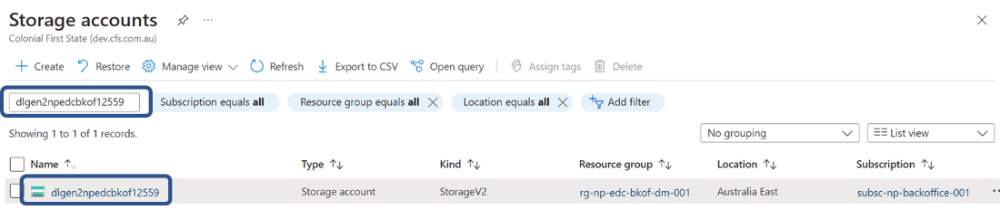 Storage accounts
Colonial First State (dev.cfs.com.au)
Create Restore Manage view Refresh Export to CSV Open query Assign tags Delete
dlgen2npedcbkof12559 Subscription equals all Resource group equals all Location equals all Add filter
Showing 1 to 1 of 1 records. No grouping List view
Name Type Kind Resource group Location Subscription
dlgen2npedcbkof12559 Storage account StorageV2 rg-np-edc-bkof-dm-001 Australia East subsc-np-backoffice-001